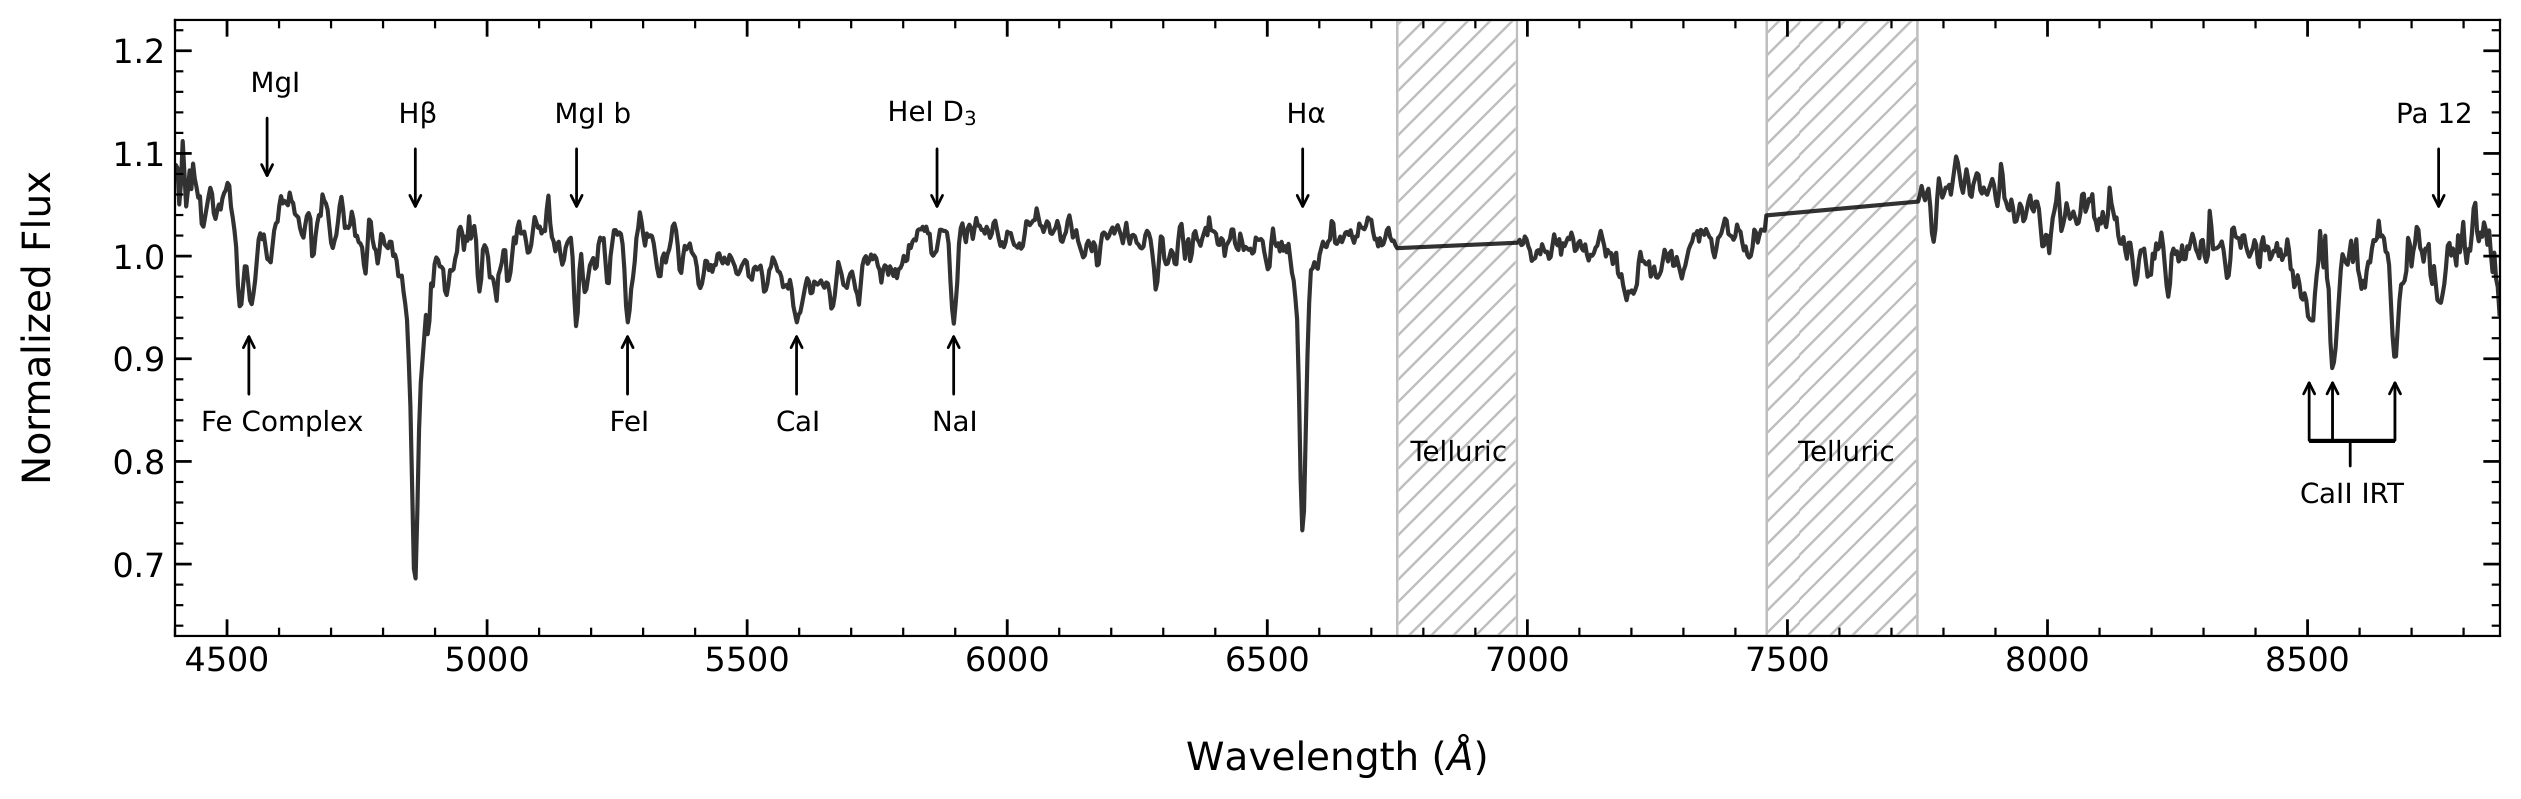 MgI
Hβ
MgI b
HeI D₃
Hα
Pa 12
1.2
1.1
1.0
0.9
0.8
0.7
Normalized Flux
Fe Complex
FeI
CaI
NaI
Telluric
Telluric
CaII IRT
4500 5000 5500 6000 6500 7000 7500 8000 8500
Wavelength (Å)